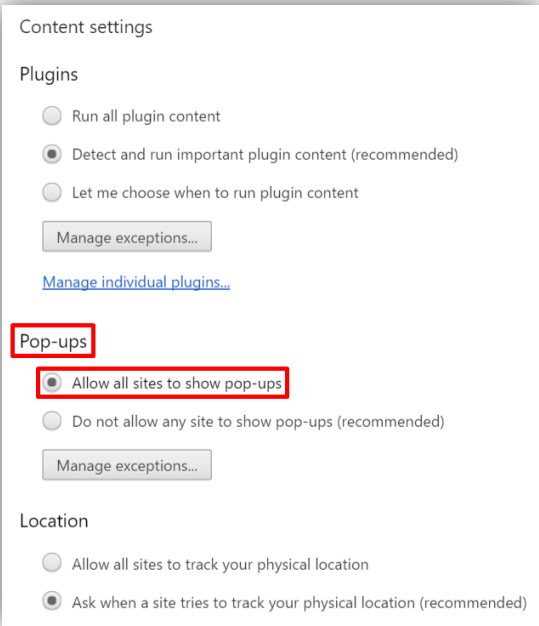 Content settings
Plugins
Run all plugin content
Detect and run important plugin content (recommended)
Let me choose when to run plugin content
Manage exceptions...
Manage individual plugins...
Pop-ups
Allow all sites to show pop-ups
Do not allow any site to show pop-ups (recommended)
Manage exceptions...
Location
Allow all sites to track your physical location
Ask when a site tries to track your physical location (recommended)